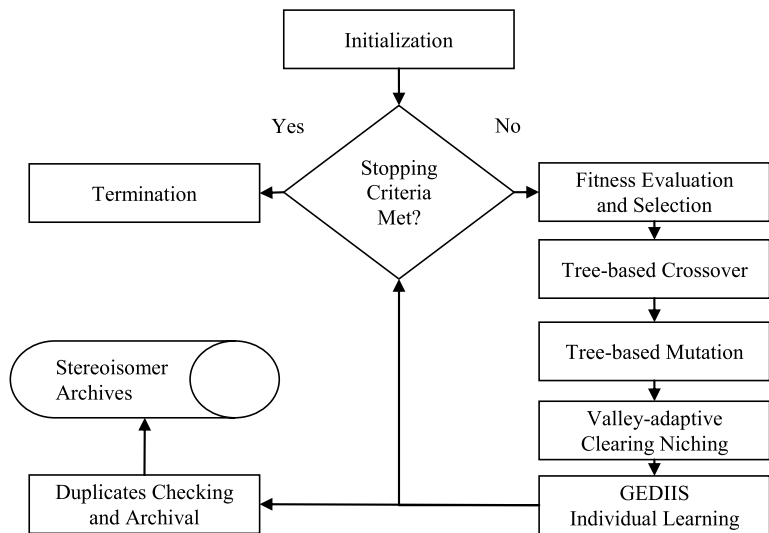 Initialization
Yes
No
Stopping
Criteria
Met?
Termination
Fitness Evaluation
and Selection
Tree-based Crossover
Tree-based Mutation
Stereoisomer
Archives
Valley-adaptive
Clearing Niching
Duplicates Checking
and Archival
GEDIIS
Individual Learning